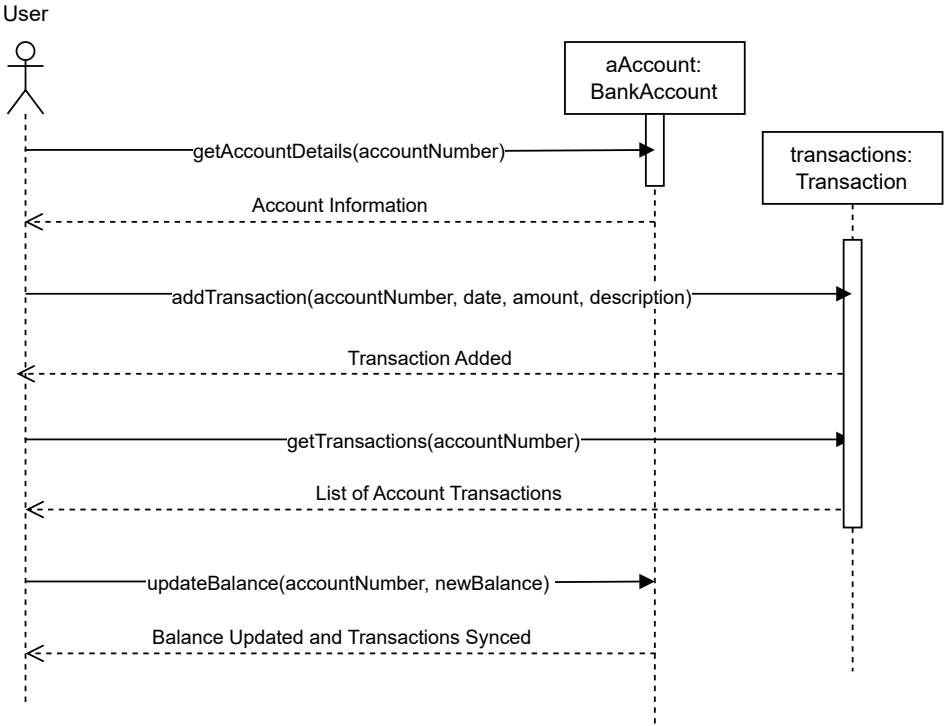 User
aAccount:
BankAccount
transactions:
Transaction
getAccountDetails(accountNumber)
Account Information
addTransaction(accountNumber, date, amount, description)
Transaction Added
getTransactions(accountNumber)
List of Account Transactions
updateBalance(accountNumber, newBalance)
Balance Updated and Transactions Synced